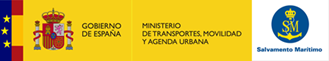 GOBIERNO
DE ESPAÑA
MINISTERIO
DE TRANSPORTES, MOVILIDAD
Y AGENDA URBANA
SM
Salvamento Marítimo